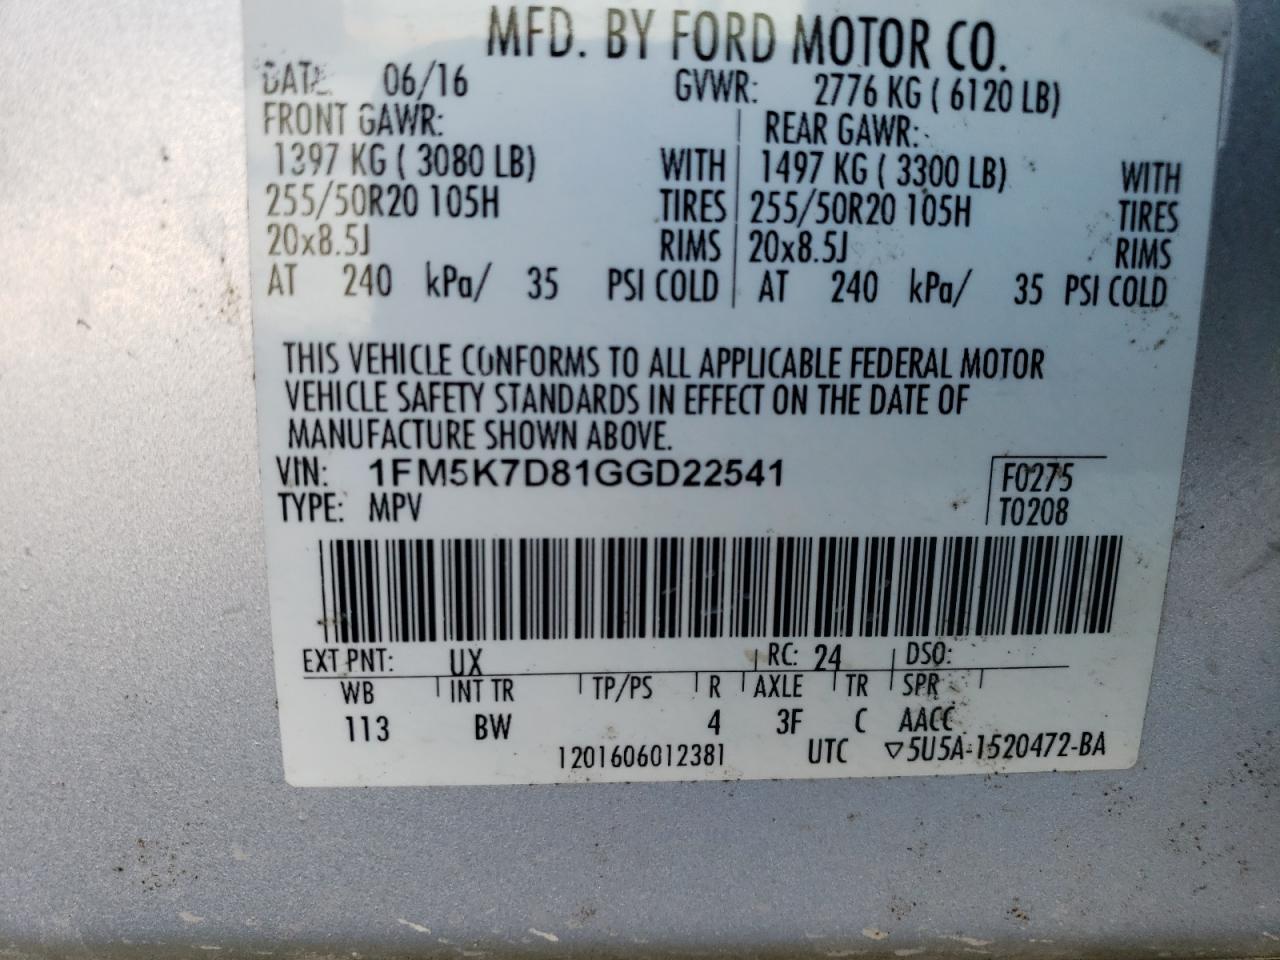 MFD. BY FORD MOTOR CO.
DATE: 06/16 GVWR: 2776 KG ( 6120 LB)
FRONT GAWR: REAR GAWR:
1397 KG ( 3080 LB) WITH 1497 KG ( 3300 LB) WITH
255/50R20 105H TIRES 255/50R20 105H TIRES
20x8.5J RIMS 20x8.5J RIMS
AT 240 kPa/ 35 PSI COLD AT 240 kPa/ 35 PSI COLD
THIS VEHICLE CONFORMS TO ALL APPLICABLE FEDERAL MOTOR
VEHICLE SAFETY STANDARDS IN EFFECT ON THE DATE OF
MANUFACTURE SHOWN ABOVE.
VIN: 1FM5K7D81GGD22541 F0275
TYPE: MPV T0208
EXT PNT: UX RC: 24 DSO:
WB INT TR TP/PS R AXLE TR SPR
113 BW 4 3F C AACC
1201606012381 UTC ▽5U5A-1520472-BA